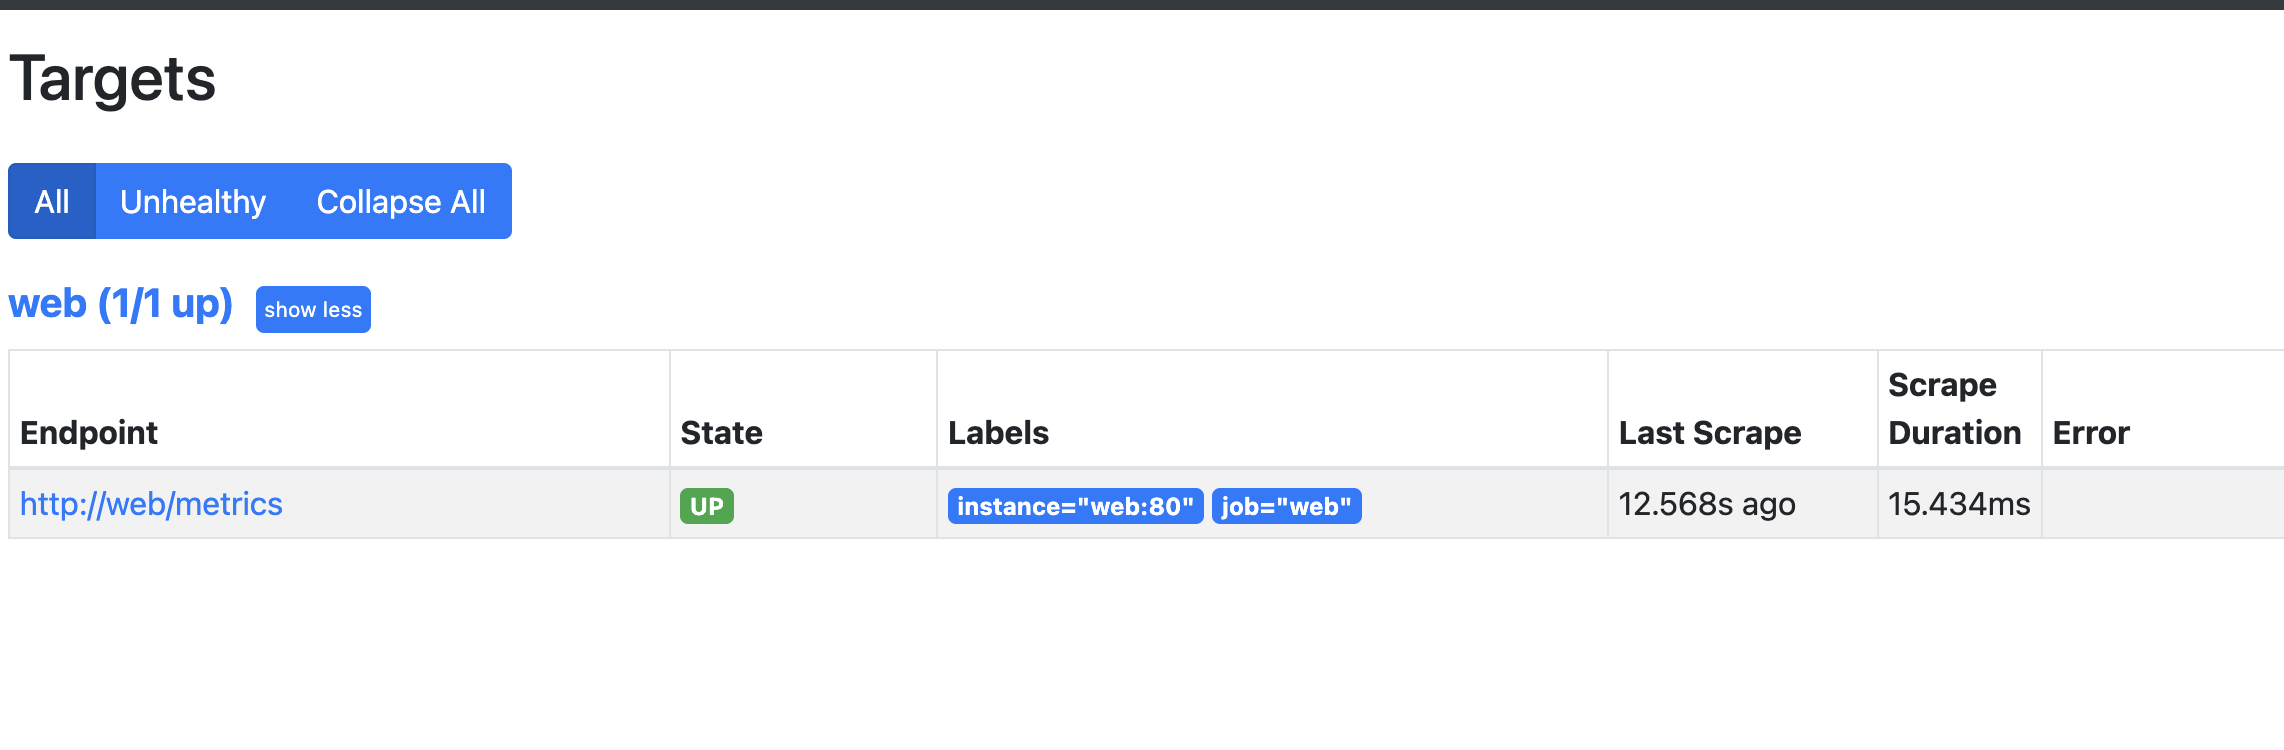 Targets
All Unhealthy Collapse All
web (1/1 up) show less
Endpoint State Labels Last Scrape Scrape Duration Error
http://web/metrics UP instance="web:80" job="web" 12.568s ago 15.434ms